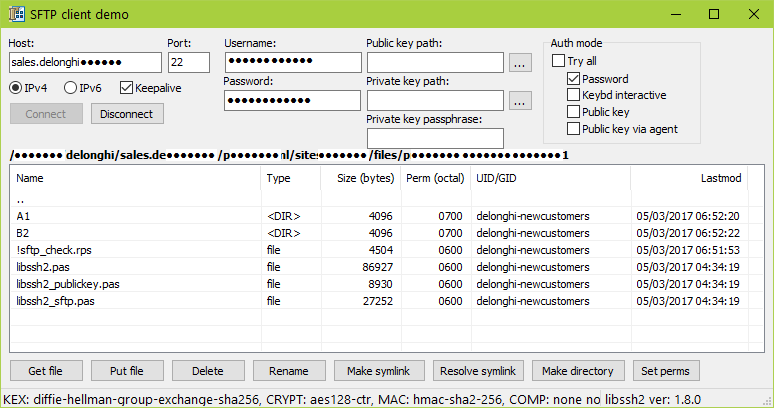 SFTP client demo
Host: Port: Username: Public key path: Auth mode
sales.delonghi●●●●●● 22 ●●●●●●●●●●●● ... Try all
IPv4 IPv6 Keepalive Password: Private key path: Password
●●●●●●●●●●●● ... Keybd interactive
Connect Disconnect Private key passphrase: Public key
Public key via agent
/●●●●●●● delonghi/sales.de●●●●●●● /p●●●●●●● nl/sites●●●●●●● /files/p●●●●●●● ●●●●●●●●●●●●●● 1
Name Type Size (bytes) Perm (octal) UID/GID Lastmod
..
A1 <DIR> 4096 0700 delonghi-newcustomers 05/03/2017 06:52:20
B2 <DIR> 4096 0700 delonghi-newcustomers 05/03/2017 06:52:22
!sftp_check.rps file 4504 0600 delonghi-newcustomers 05/03/2017 06:51:53
libssh2.pas file 86927 0600 delonghi-newcustomers 05/03/2017 04:34:19
libssh2_publickey.pas file 8930 0600 delonghi-newcustomers 05/03/2017 04:34:19
libssh2_sftp.pas file 27252 0600 delonghi-newcustomers 05/03/2017 04:34:19
Get file Put file Delete Rename Make symlink Resolve symlink Make directory Set perms
KEX: diffie-hellman-group-exchange-sha256, CRYPT: aes128-ctr, MAC: hmac-sha2-256, COMP: none no libssh2 ver: 1.8.0